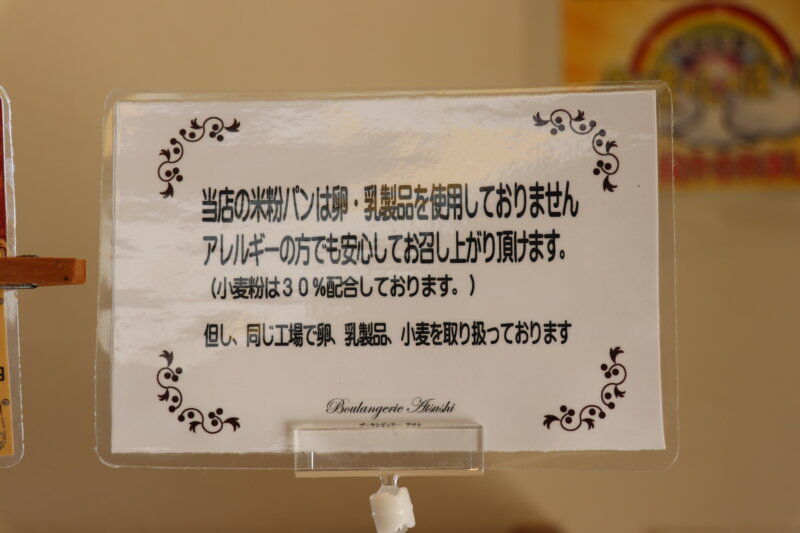 当店の米粉パンは卵・乳製品を使用しておりません
アレルギーの方でも安心してお召し上がり頂けます。
（小麦粉は３０％配合しております。）
但し、同じ工場で卵、乳製品、小麦を取り扱っております
Boulangerie Atsushi